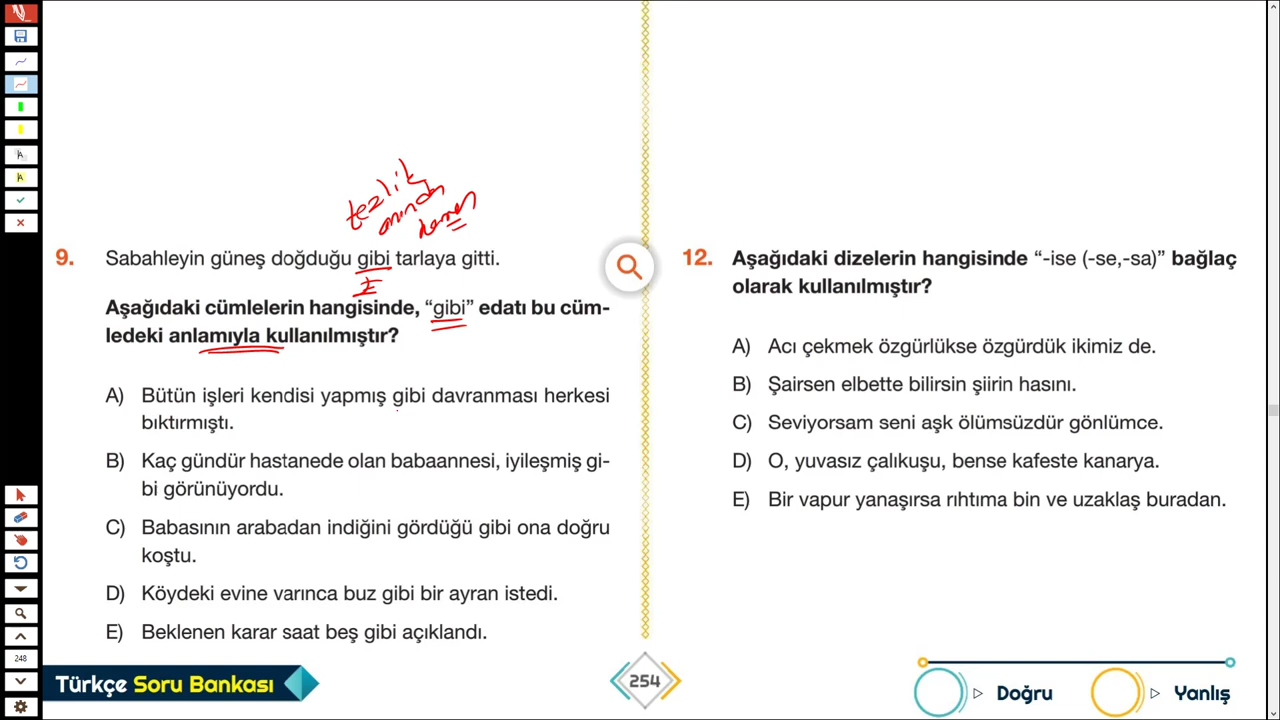 tezlik
anında
hemen
9. Sabahleyin güneş doğduğu gibi tarlaya gitti.
Aşağıdaki cümlelerin hangisinde, “gibi” edatı bu cüm-
ledeki anlamıyla kullanılmıştır?
A) Bütün işleri kendisi yapmış gibi davranması herkesi
bıktırmıştı.
B) Kaç gündür hastanede olan babaannesi, iyileşmiş gi-
bi görünüyordu.
C) Babasının arabadan indiğini gördüğü gibi ona doğru
koştu.
D) Köydeki evine varınca buz gibi bir ayran istedi.
E) Beklenen karar saat beş gibi açıklandı.
12. Aşağıdaki dizelerin hangisinde “-ise (-se,-sa)” bağlaç
olarak kullanılmıştır?
A) Acı çekmek özgürlükse özgürdük ikimiz de.
B) Şairsen elbette bilirsin şiirin hasını.
C) Seviyorsam seni aşk ölümsüzdür gönlümce.
D) O, yuvasız çalıkuşu, bense kafeste kanarya.
E) Bir vapur yanaşırsa rıhtıma bin ve uzaklaş buradan.
248
Türkçe Soru Bankası
254
Doğru
Yanlış